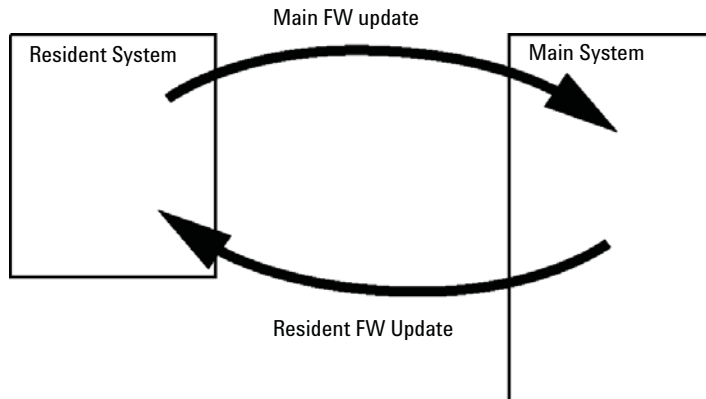 Main FW update
Resident System
Main System
Resident FW Update